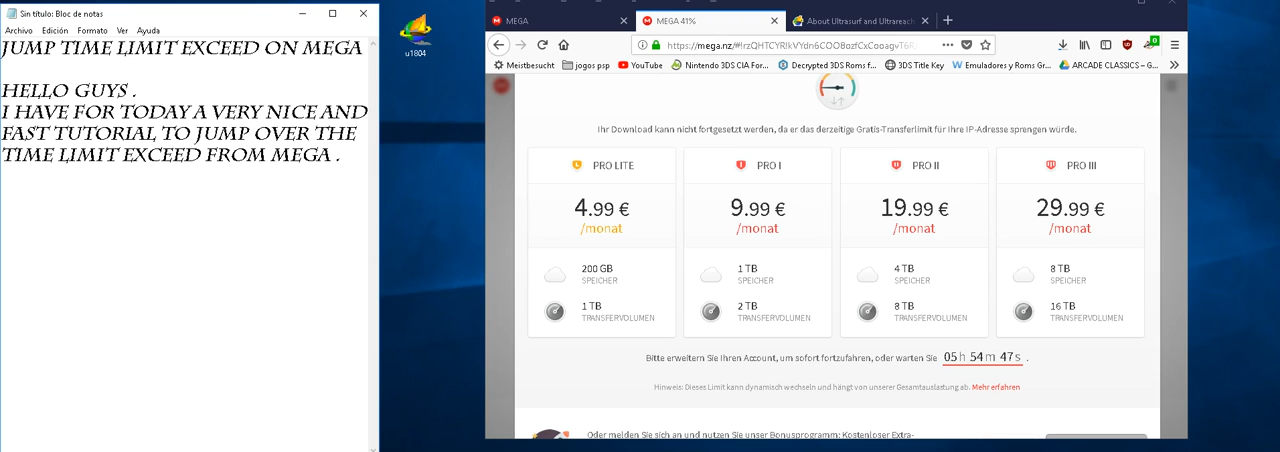 Sin título: Bloc de notas
Archivo Edición Formato Ver Ayuda
JUMP TIME LIMIT EXCEED ON MEGA
HELLO GUYS .
I HAVE FOR TODAY A VERY NICE AND
FAST TUTORIAL TO JUMP OVER THE
TIME LIMIT EXCEED FROM MEGA .
u1804
MEGA
MEGA 41%
About Ultrasurf and Ultrareach
Meistbesucht jogos psp YouTube Nintendo 3DS CIA For... Decrypted 3DS Roms f... 3DS Title Key Emuladores y Roms Gr... ARCADE CLASSICS – G...
Ihr Download kann nicht fortgesetzt werden, da er das derzeitige Gratis-Transferlimit für Ihre IP-Adresse sprengen würde.
PRO LITE PRO I PRO II PRO III
4.99 € 9.99 € 19.99 € 29.99 €
/monat /monat /monat /monat
200 GB 1 TB 4 TB 8 TB
SPEICHER SPEICHER SPEICHER SPEICHER
1 TB 2 TB 8 TB 16 TB
TRANSFERVOLUMEN TRANSFERVOLUMEN TRANSFERVOLUMEN TRANSFERVOLUMEN
Bitte erweitern Sie Ihren Account, um sofort fortzufahren, oder warten Sie 05h 54m 47s .
Hinweis: Dieses Limit kann dynamisch wechseln und hängt von unserer Gesamtauslastung ab. Mehr erfahren
Oder melden Sie sich an und nutzen Sie unser Bonusprogramm: Kostenloser Extra-